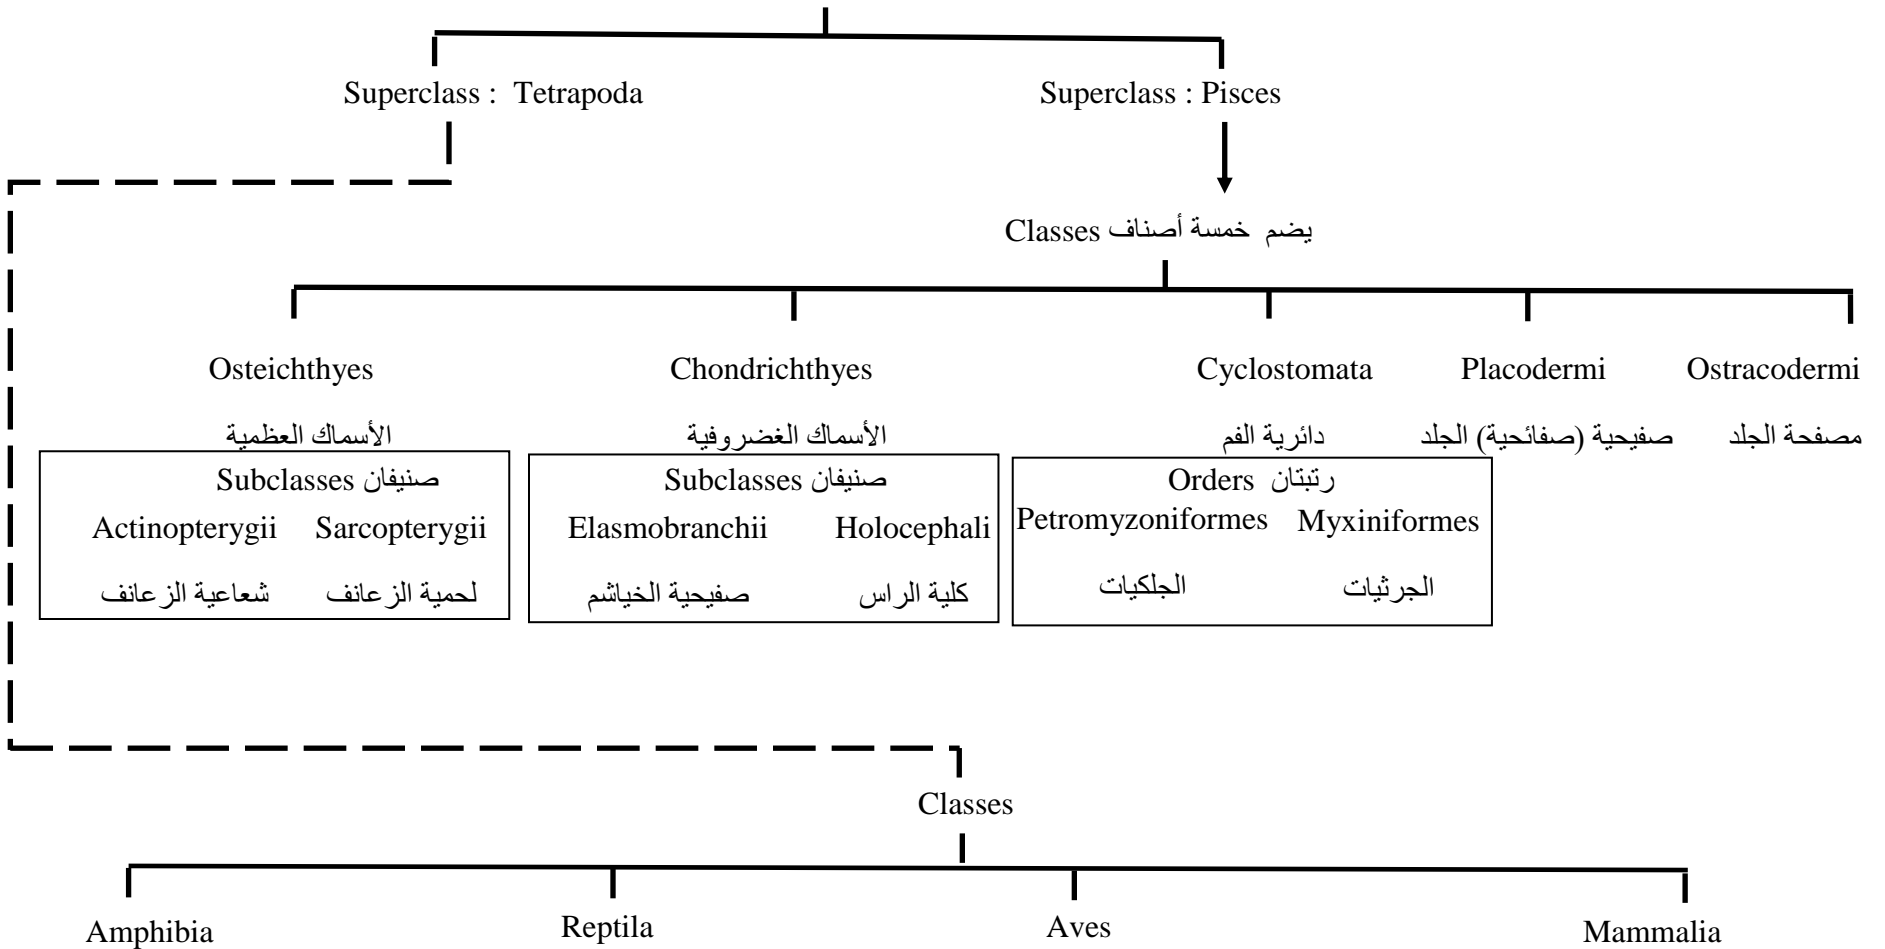 Superclass : Tetrapoda
Superclass : Pisces
يضم خمسة أصناف Classes
Osteichthyes
Chondrichthyes
Cyclostomata
Placodermi
Ostracodermi
الأسماك العظمية
الأسماك الغضروفية
دائرية الفم
صفيحية (صفائحية) الجلد
مصفحة الجلد
صنيفان Subclasses
Actinopterygii
Sarcopterygii
شعاعية الزعانف
لحمية الزعانف
صنيفان Subclasses
Elasmobranchii
Holocephali
صفيحية الخياشم
كلية الراس
رتبتان Orders
Petromyzoniformes
Myxiniformes
الجلكيات
الجرثيات
Classes
Amphibia
Reptila
Aves
Mammalia